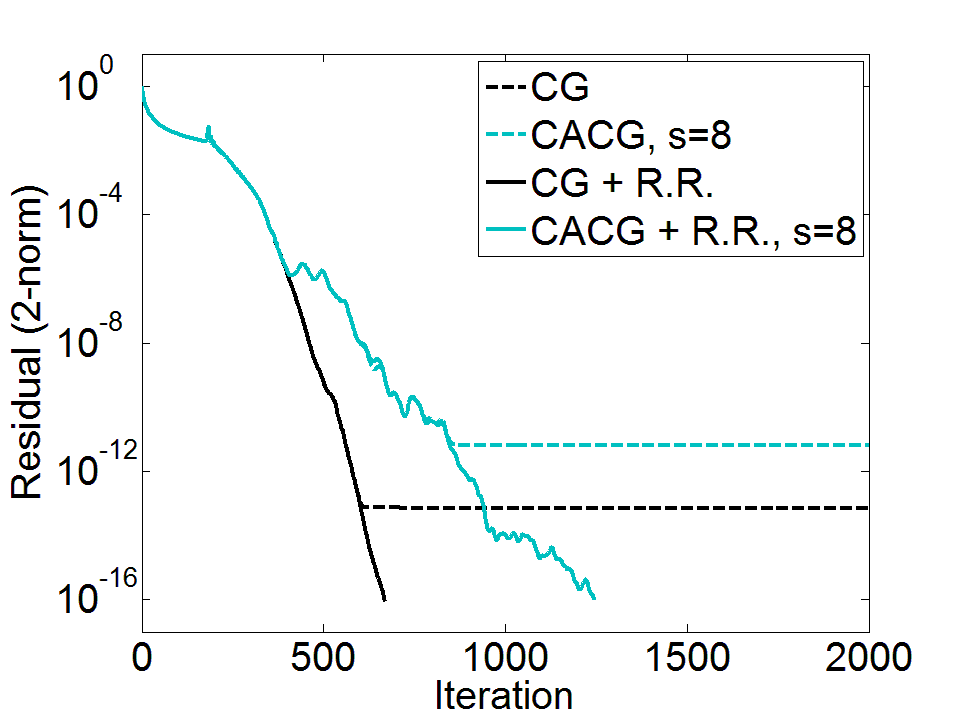 10^0
10^-4
10^-8
10^-12
10^-16
Residual (2-norm)
CG
CACG, s=8
CG + R.R.
CACG + R.R., s=8
0 500 1000 1500 2000
Iteration